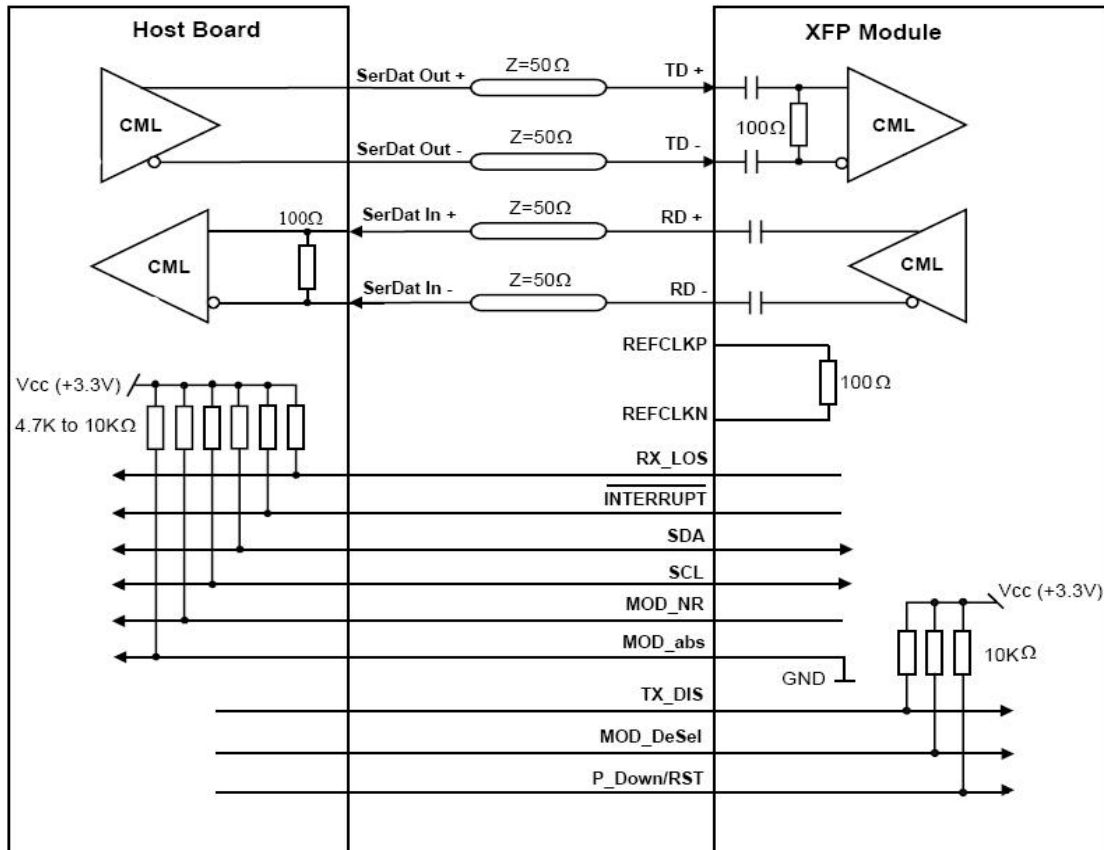 Host Board
XFP Module
SerDat Out +
Z=50Ω
TD +
CML
100Ω
CML
SerDat Out -
Z=50Ω
TD -
100Ω
SerDat In +
Z=50Ω
RD +
CML
CML
SerDat In -
Z=50Ω
RD -
REFCLKP
Vcc (+3.3V)
100Ω
4.7K to 10KΩ
REFCLKN
RX_LOS
INTERRUPT
SDA
SCL
Vcc (+3.3V)
MOD_NR
MOD_abs
10KΩ
GND
TX_DIS
MOD_DeSel
P_Down/RST